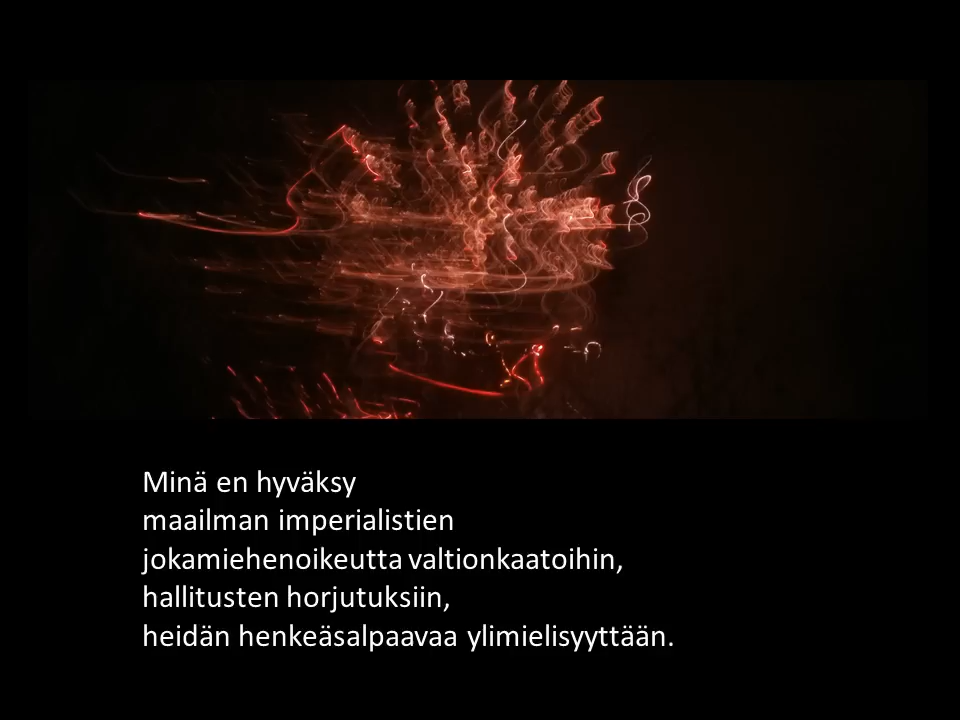 Minä en hyväksy
maailman imperialistien
jokamiehenoikeutta valtionkaatoihin,
hallitusten horjutuksiin,
heidän henkeäsalpaavaa ylimielisyyttään.